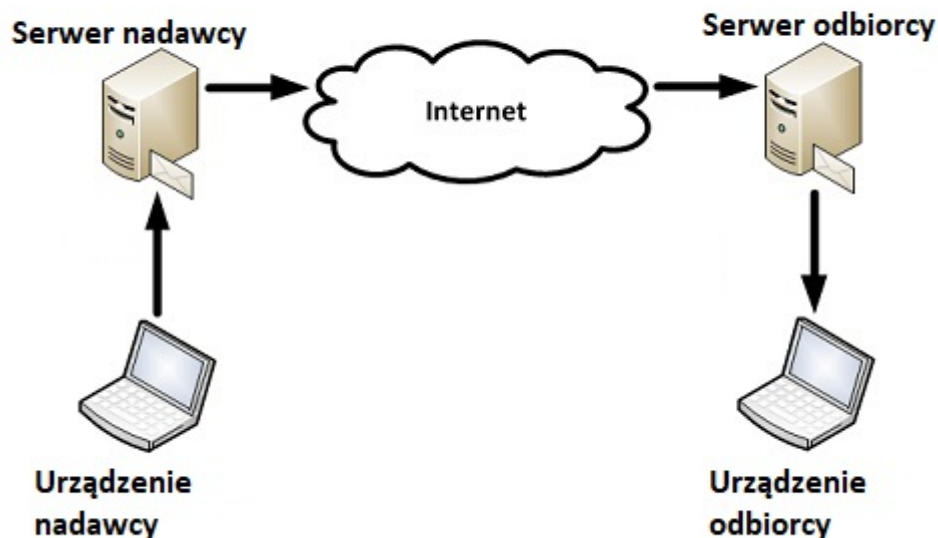 Serwer nadawcy
Serwer odbiorcy
Internet
Urządzenie
nadawcy
Urządzenie
odbiorcy